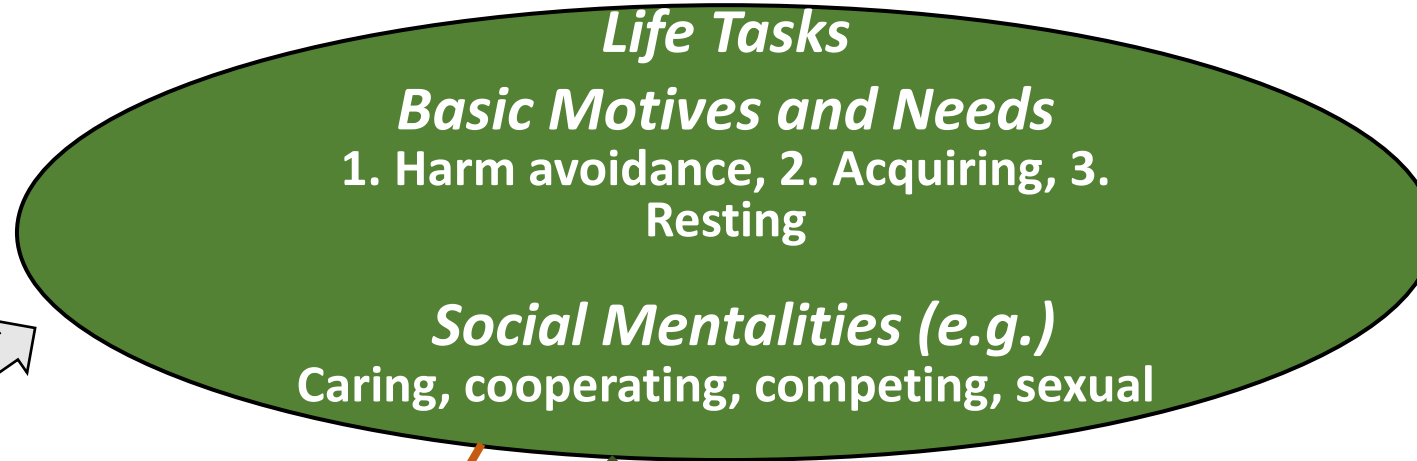 Life Tasks
Basic Motives and Needs
1. Harm avoidance, 2. Acquiring, 3.
Resting
Social Mentalities (e.g.)
Caring, cooperating, competing, sexual